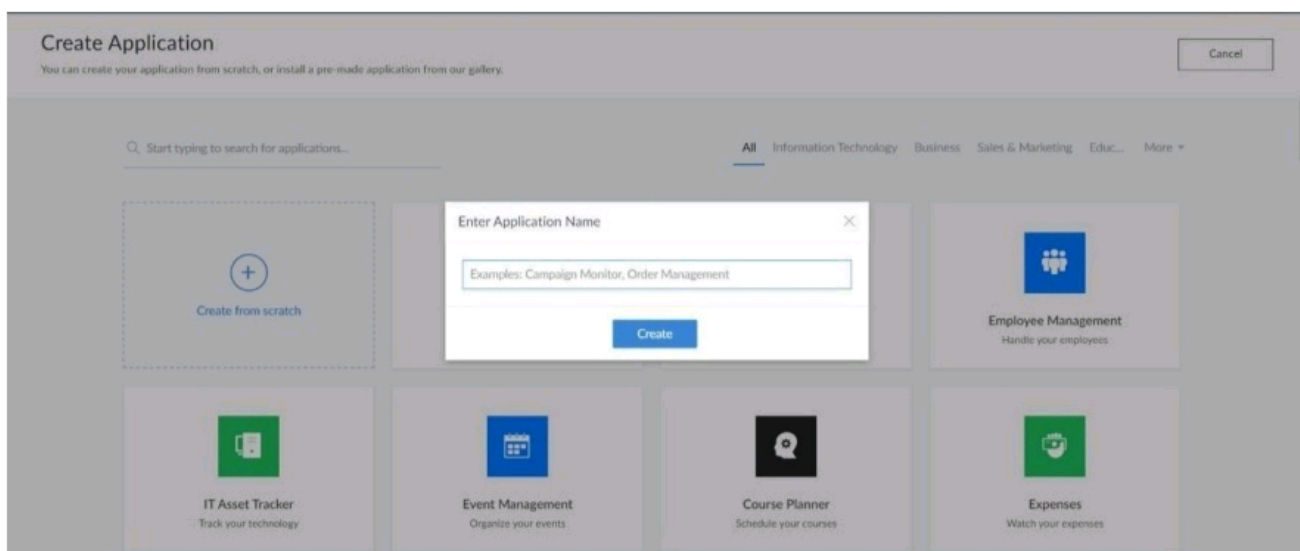 Create Application
You can create your application from scratch, or install a pre-made application from our gallery.
Cancel
Start typing to search for applications...
All Information Technology Business Sales & Marketing Educ... More
Enter Application Name
Examples: Campaign Monitor, Order Management
Create
Create from scratch
Employee Management
Handle your employees
IT Asset Tracker
Track your technology
Event Management
Organize your events
Course Planner
Schedule your courses
Expenses
Watch your expenses